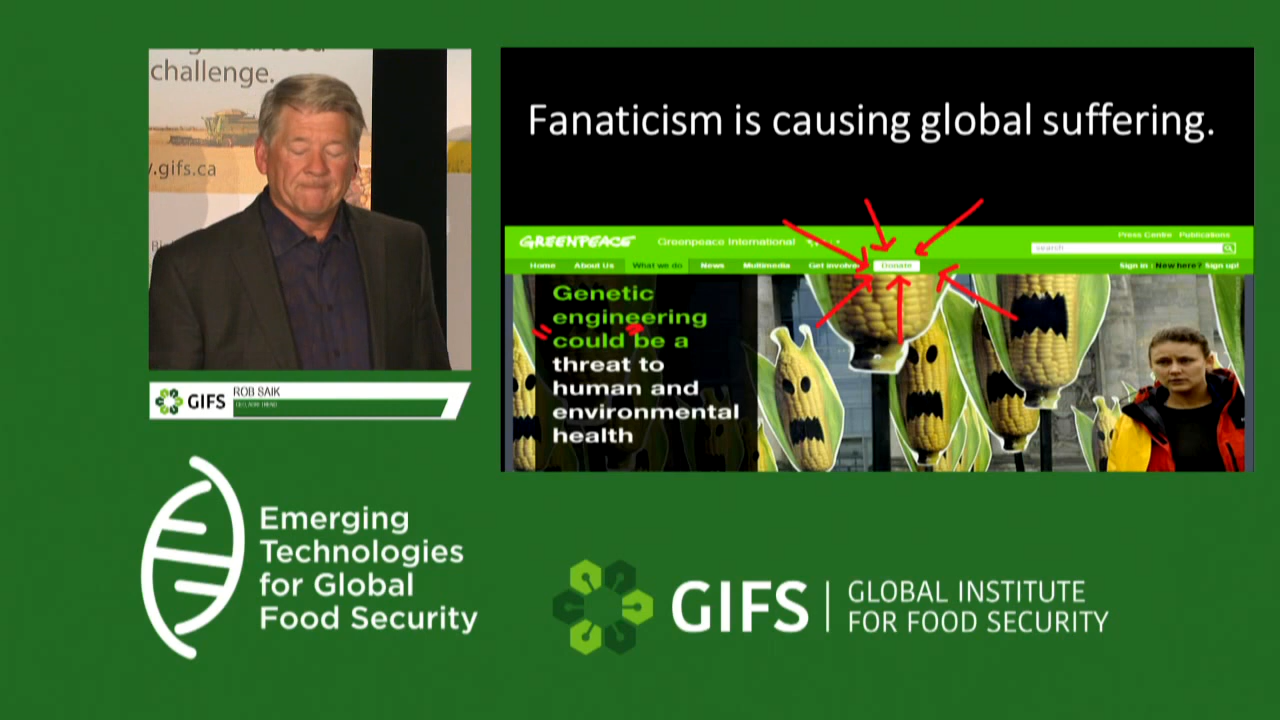 challenge.
.gifs.ca
GIFS
ROB SAIK
Fanaticism is causing global suffering.
GREENPEACE
Greenpeace International
Press Centre Publications
search
Home About Us What we do News Multimedia Get involved Donate
Sign in New here? Sign up!
Genetic
engineering
could be a
threat to
human and
environmental
health
Emerging
Technologies
for Global
Food Security
GIFS
GLOBAL INSTITUTE
FOR FOOD SECURITY